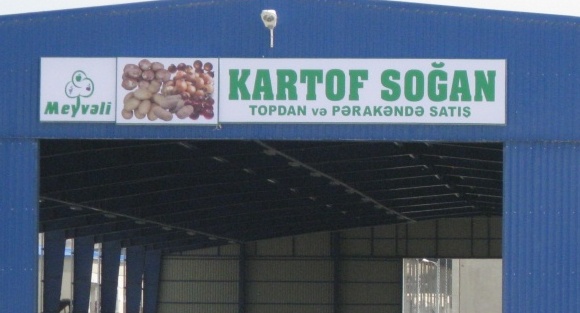 Meyvəli
KARTOF SOĞAN
TOPDAN və PƏRAKƏNDƏ SATIŞ